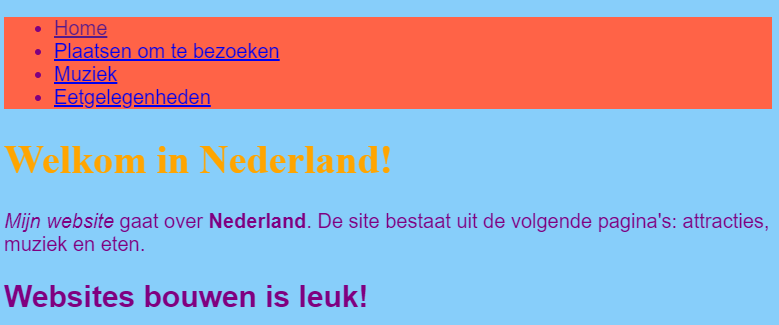 Home
Plaatsen om te bezoeken
Muziek
Eetgelegenheden
Welkom in Nederland!
Mijn website gaat over Nederland. De site bestaat uit de volgende pagina's: attracties,
muziek en eten.
Websites bouwen is leuk!